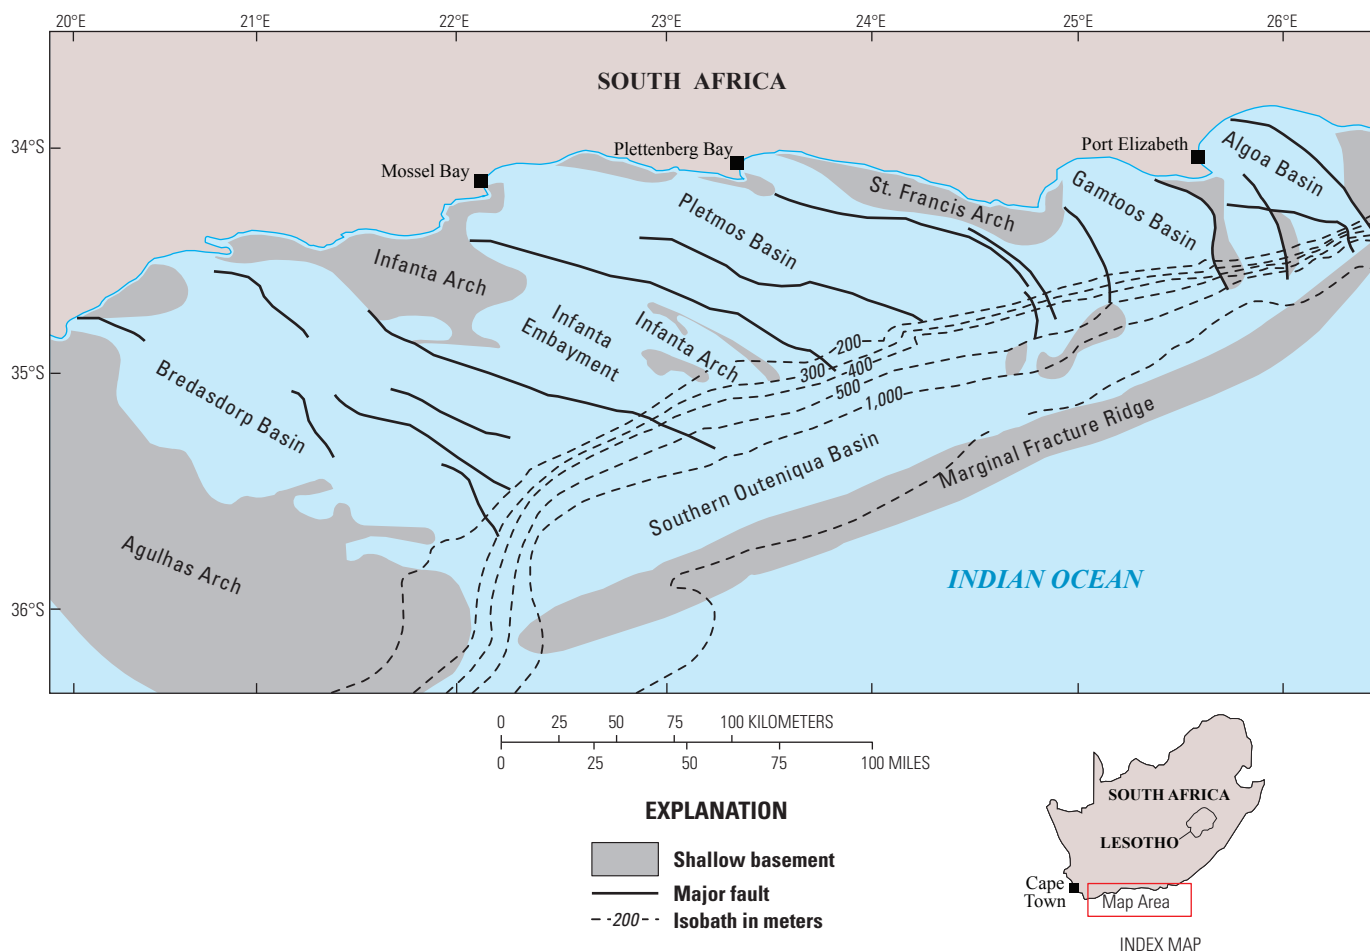 20°E 21°E 22°E 23°E 24°E 25°E 26°E
SOUTH AFRICA
34°S
Mossel Bay
Plettenberg Bay
Port Elizabeth
Algoa Basin
Gamtoos Basin
St. Francis Arch
Pletmos Basin
Infanta Arch
Infanta
Embayment
Infanta Arch
200
300
400
500
1,000
35°S
Bredasdorp Basin
Southern Outeniqua Basin
Marginal Fracture Ridge
Agulhas Arch
INDIAN OCEAN
36°S
0 25 50 75 100 KILOMETERS
0 25 50 75 100 MILES
EXPLANATION
Shallow basement
Major fault
200 Isobath in meters
SOUTH AFRICA
LESOTHO
Cape
Town
Map Area
INDEX MAP